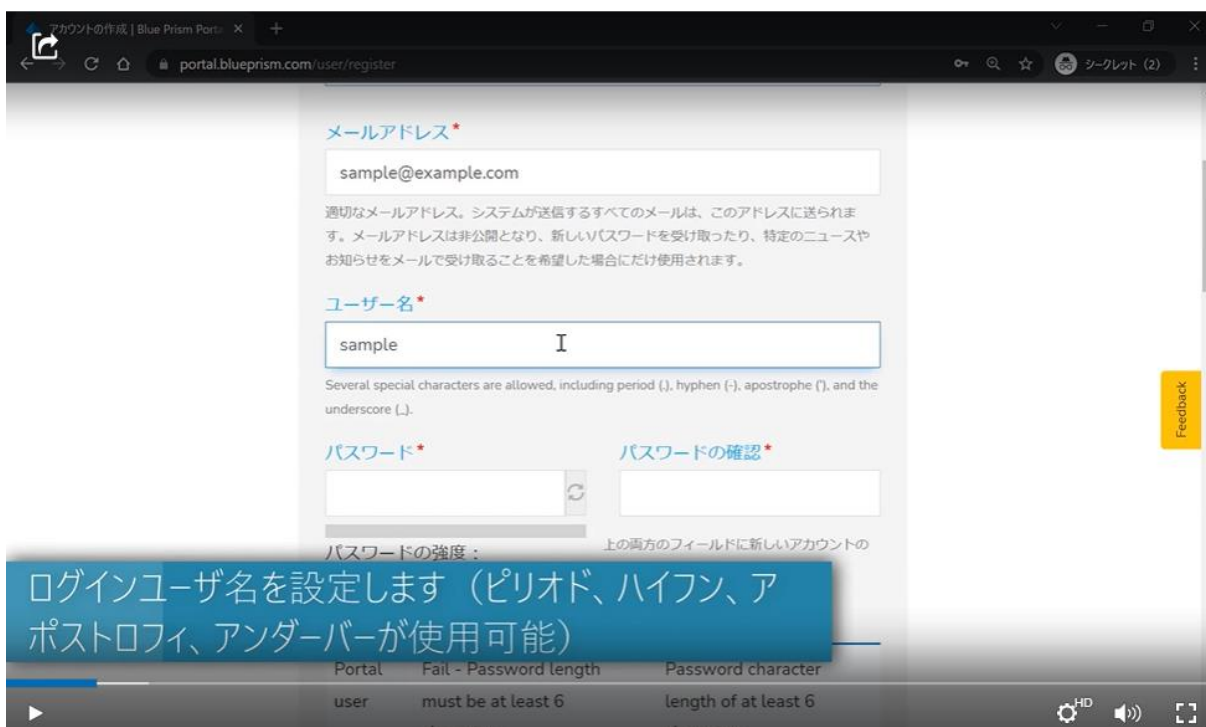 アカウントの作成 | Blue Prism Porta
portal.blueprism.com/user/register
シークレット (2)
メールアドレス*
sample@example.com
適切なメールアドレス。システムが送信するすべてのメールは、このアドレスに送られま
す。メールアドレスは非公開となり、新しいパスワードを受け取ったり、特定のニュースや
お知らせをメールで受け取ることを希望した場合にだけ使用されます。
ユーザー名*
sample
Several special characters are allowed, including period (.), hyphen (-), apostrophe ('), and the
underscore (_).
Feedback
パスワード*
パスワードの確認*
パスワードの強度：
上の両方のフィールドに新しいアカウントの
ログインユーザ名を設定します（ピリオド、ハイフン、ア
ポストロフィ、アンダーバーが使用可能）
Portal Fail - Password length Password character
user must be at least 6 length of at least 6
HD